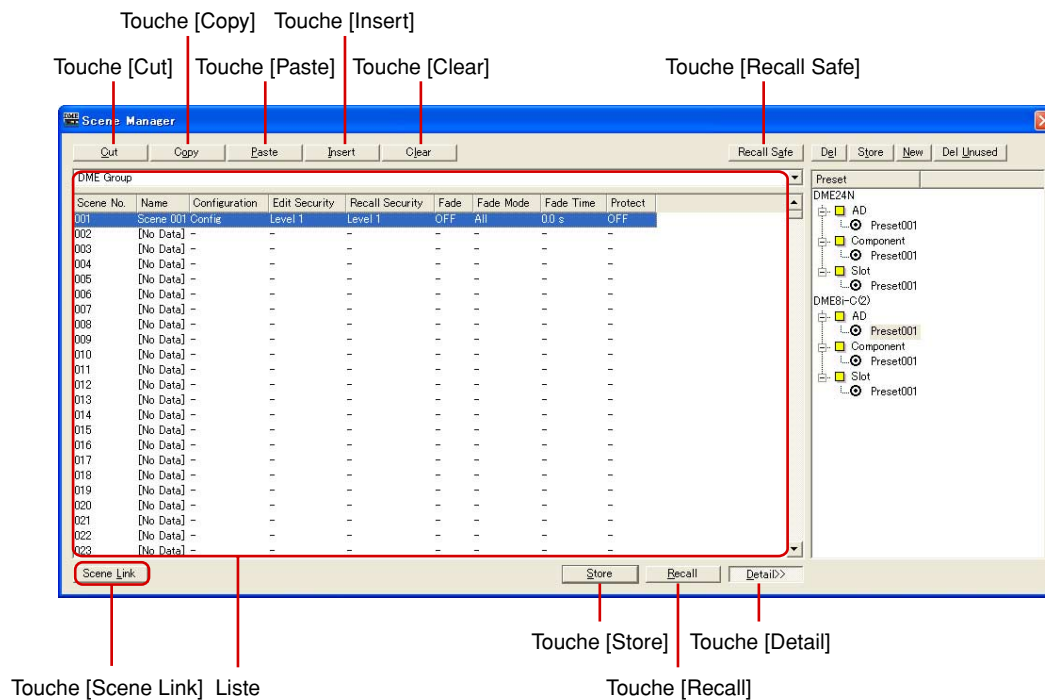 Touche [Copy] Touche [Insert]
Touche [Cut] Touche [Paste] Touche [Clear] Touche [Recall Safe]
Scene Manager
Cut Copy Paste Insert Clear Recall Safe Del Store New Del Unused
DME Group
Preset
Scene No. Name Configuration Edit Security Recall Security Fade Fade Mode Fade Time Protect
001 Scene 001 Config Level 1 Level 1 OFF All 0.0 s OFF
002 [No Data] - - - - - - -
003 [No Data] - - - - - - -
004 [No Data] - - - - - - -
005 [No Data] - - - - - - -
006 [No Data] - - - - - - -
007 [No Data] - - - - - - -
008 [No Data] - - - - - - -
009 [No Data] - - - - - - -
010 [No Data] - - - - - - -
011 [No Data] - - - - - - -
012 [No Data] - - - - - - -
013 [No Data] - - - - - - -
014 [No Data] - - - - - - -
015 [No Data] - - - - - - -
016 [No Data] - - - - - - -
017 [No Data] - - - - - - -
018 [No Data] - - - - - - -
019 [No Data] - - - - - - -
020 [No Data] - - - - - - -
021 [No Data] - - - - - - -
022 [No Data] - - - - - - -
023 [No Data] - - - - - - -
DME24N
AD
Preset001
Component
Preset001
Slot
Preset001
DME8i-C(2)
AD
Preset001
Component
Preset001
Slot
Preset001
Scene Link Store Recall Detail>>
Touche [Store] Touche [Detail]
Touche [Scene Link] Liste Touche [Recall]